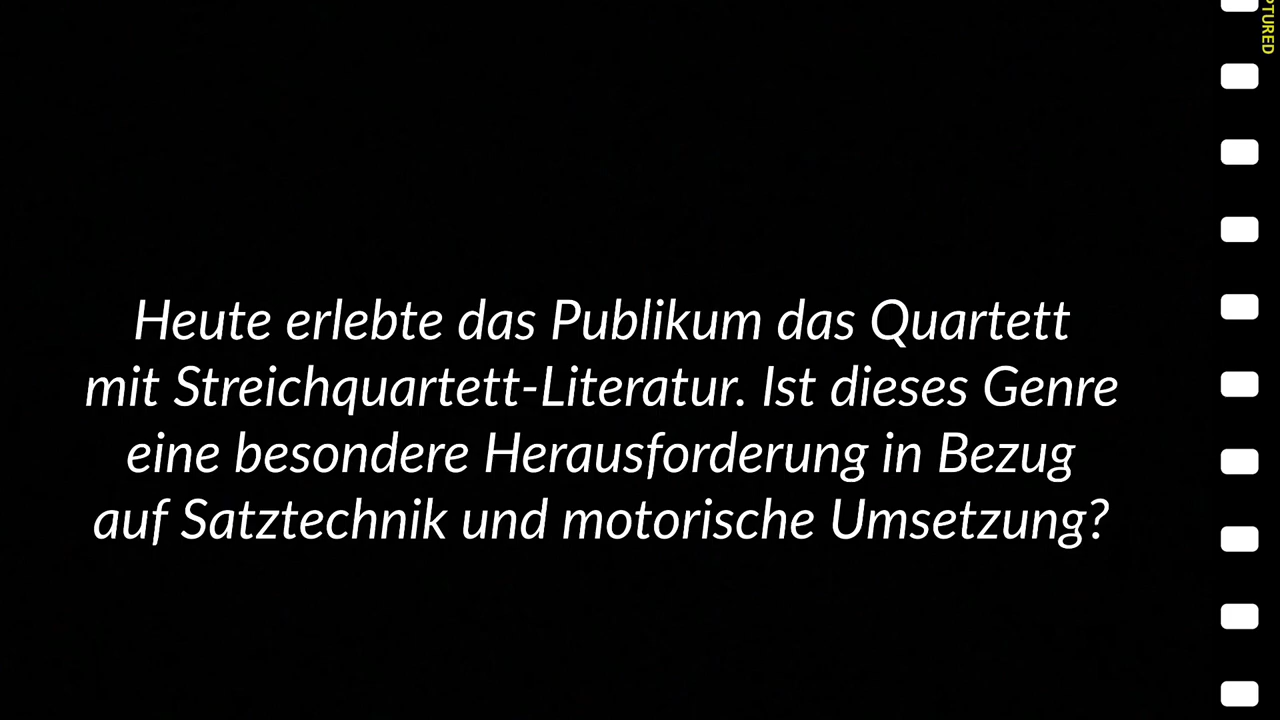 Heute erlebte das Publikum das Quartett
mit Streichquartett-Literatur. Ist dieses Genre
eine besondere Herausforderung in Bezug
auf Satztechnik und motorische Umsetzung?